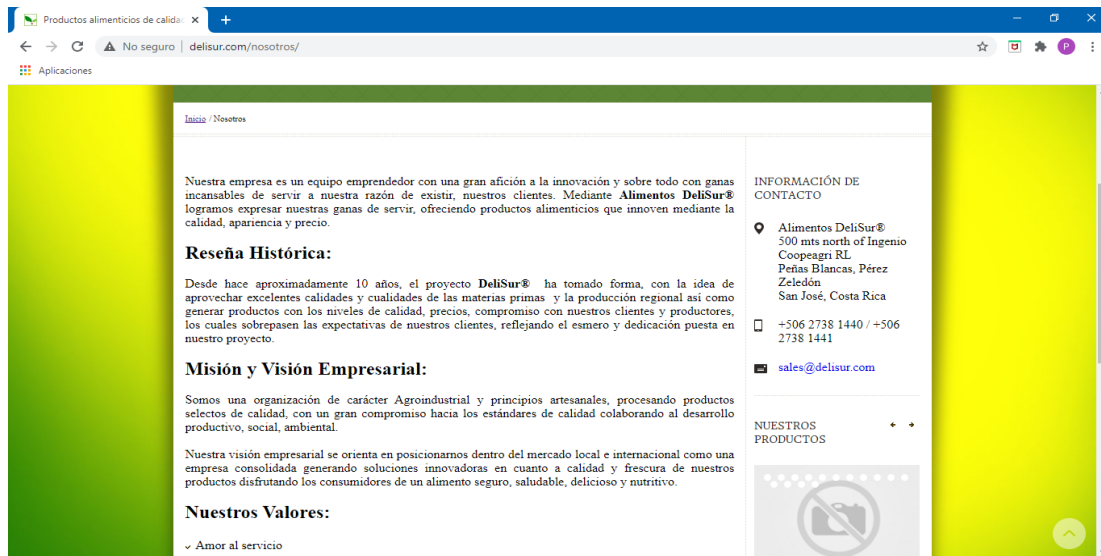 Productos alimenticios de calida
No seguro | delisur.com/nosotros/
P
Aplicaciones
Inicio / Nosotros
Nuestra empresa es un equipo emprendedor con una gran afición a la innovación y sobre todo con ganas
incansables de servir a nuestra razón de existir, nuestros clientes. Mediante Alimentos DeliSur®
logramos expresar nuestras ganas de servir, ofreciendo productos alimenticios que innoven mediante la
calidad, apariencia y precio.
Reseña Histórica:
Desde hace aproximadamente 10 años, el proyecto DeliSur® ha tomado forma, con la idea de
aprovechar excelentes calidades y cualidades de las materias primas y la producción regional así como
generar productos con los niveles de calidad, precios, compromiso con nuestros clientes y productores,
los cuales sobrepasen las expectativas de nuestros clientes, reflejando el esmero y dedicación puesta en
nuestro proyecto.
Misión y Visión Empresarial:
Somos una organización de carácter Agroindustrial y principios artesanales, procesando productos
selectos de calidad, con un gran compromiso hacia los estándares de calidad colaborando al desarrollo
productivo, social, ambiental.
Nuestra visión empresarial se orienta en posicionarnos dentro del mercado local e internacional como una
empresa consolidada generando soluciones innovadoras en cuanto a calidad y frescura de nuestros
productos disfrutando los consumidores de un alimento seguro, saludable, delicioso y nutritivo.
Nuestros Valores:
Amor al servicio
INFORMACIÓN DE
CONTACTO
Alimentos DeliSur®
500 mts north of Ingenio
Coopeagri RL
Peñas Blancas, Pérez
Zeledón
San José, Costa Rica
+506 2738 1440 / +506
2738 1441
sales@delisur.com
NUESTROS
PRODUCTOS